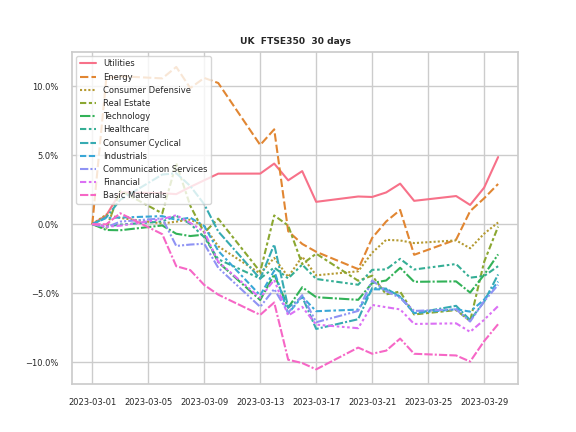 UK FTSE350 30 days
Utilities
Energy
Consumer Defensive
Real Estate
Technology
Healthcare
Consumer Cyclical
Industrials
Communication Services
Financial
Basic Materials
10.0%
5.0%
0.0%
−5.0%
−10.0%
2023-03-01 2023-03-05 2023-03-09 2023-03-13 2023-03-17 2023-03-21 2023-03-25 2023-03-29